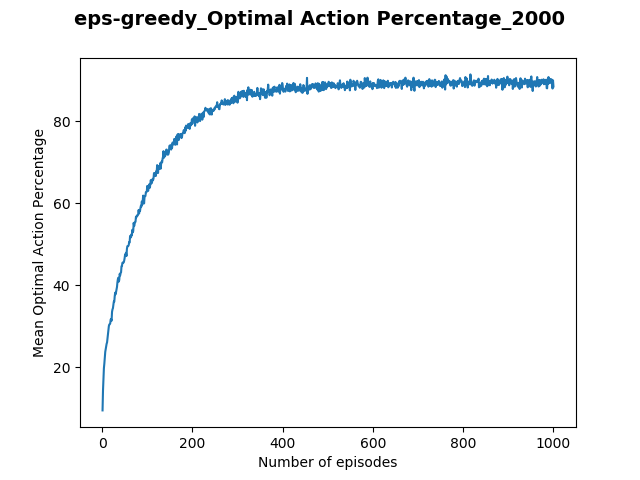 eps-greedy_Optimal Action Percentage_2000
Mean Optimal Action Percentage
80
60
40
20
0 200 400 600 800 1000
Number of episodes